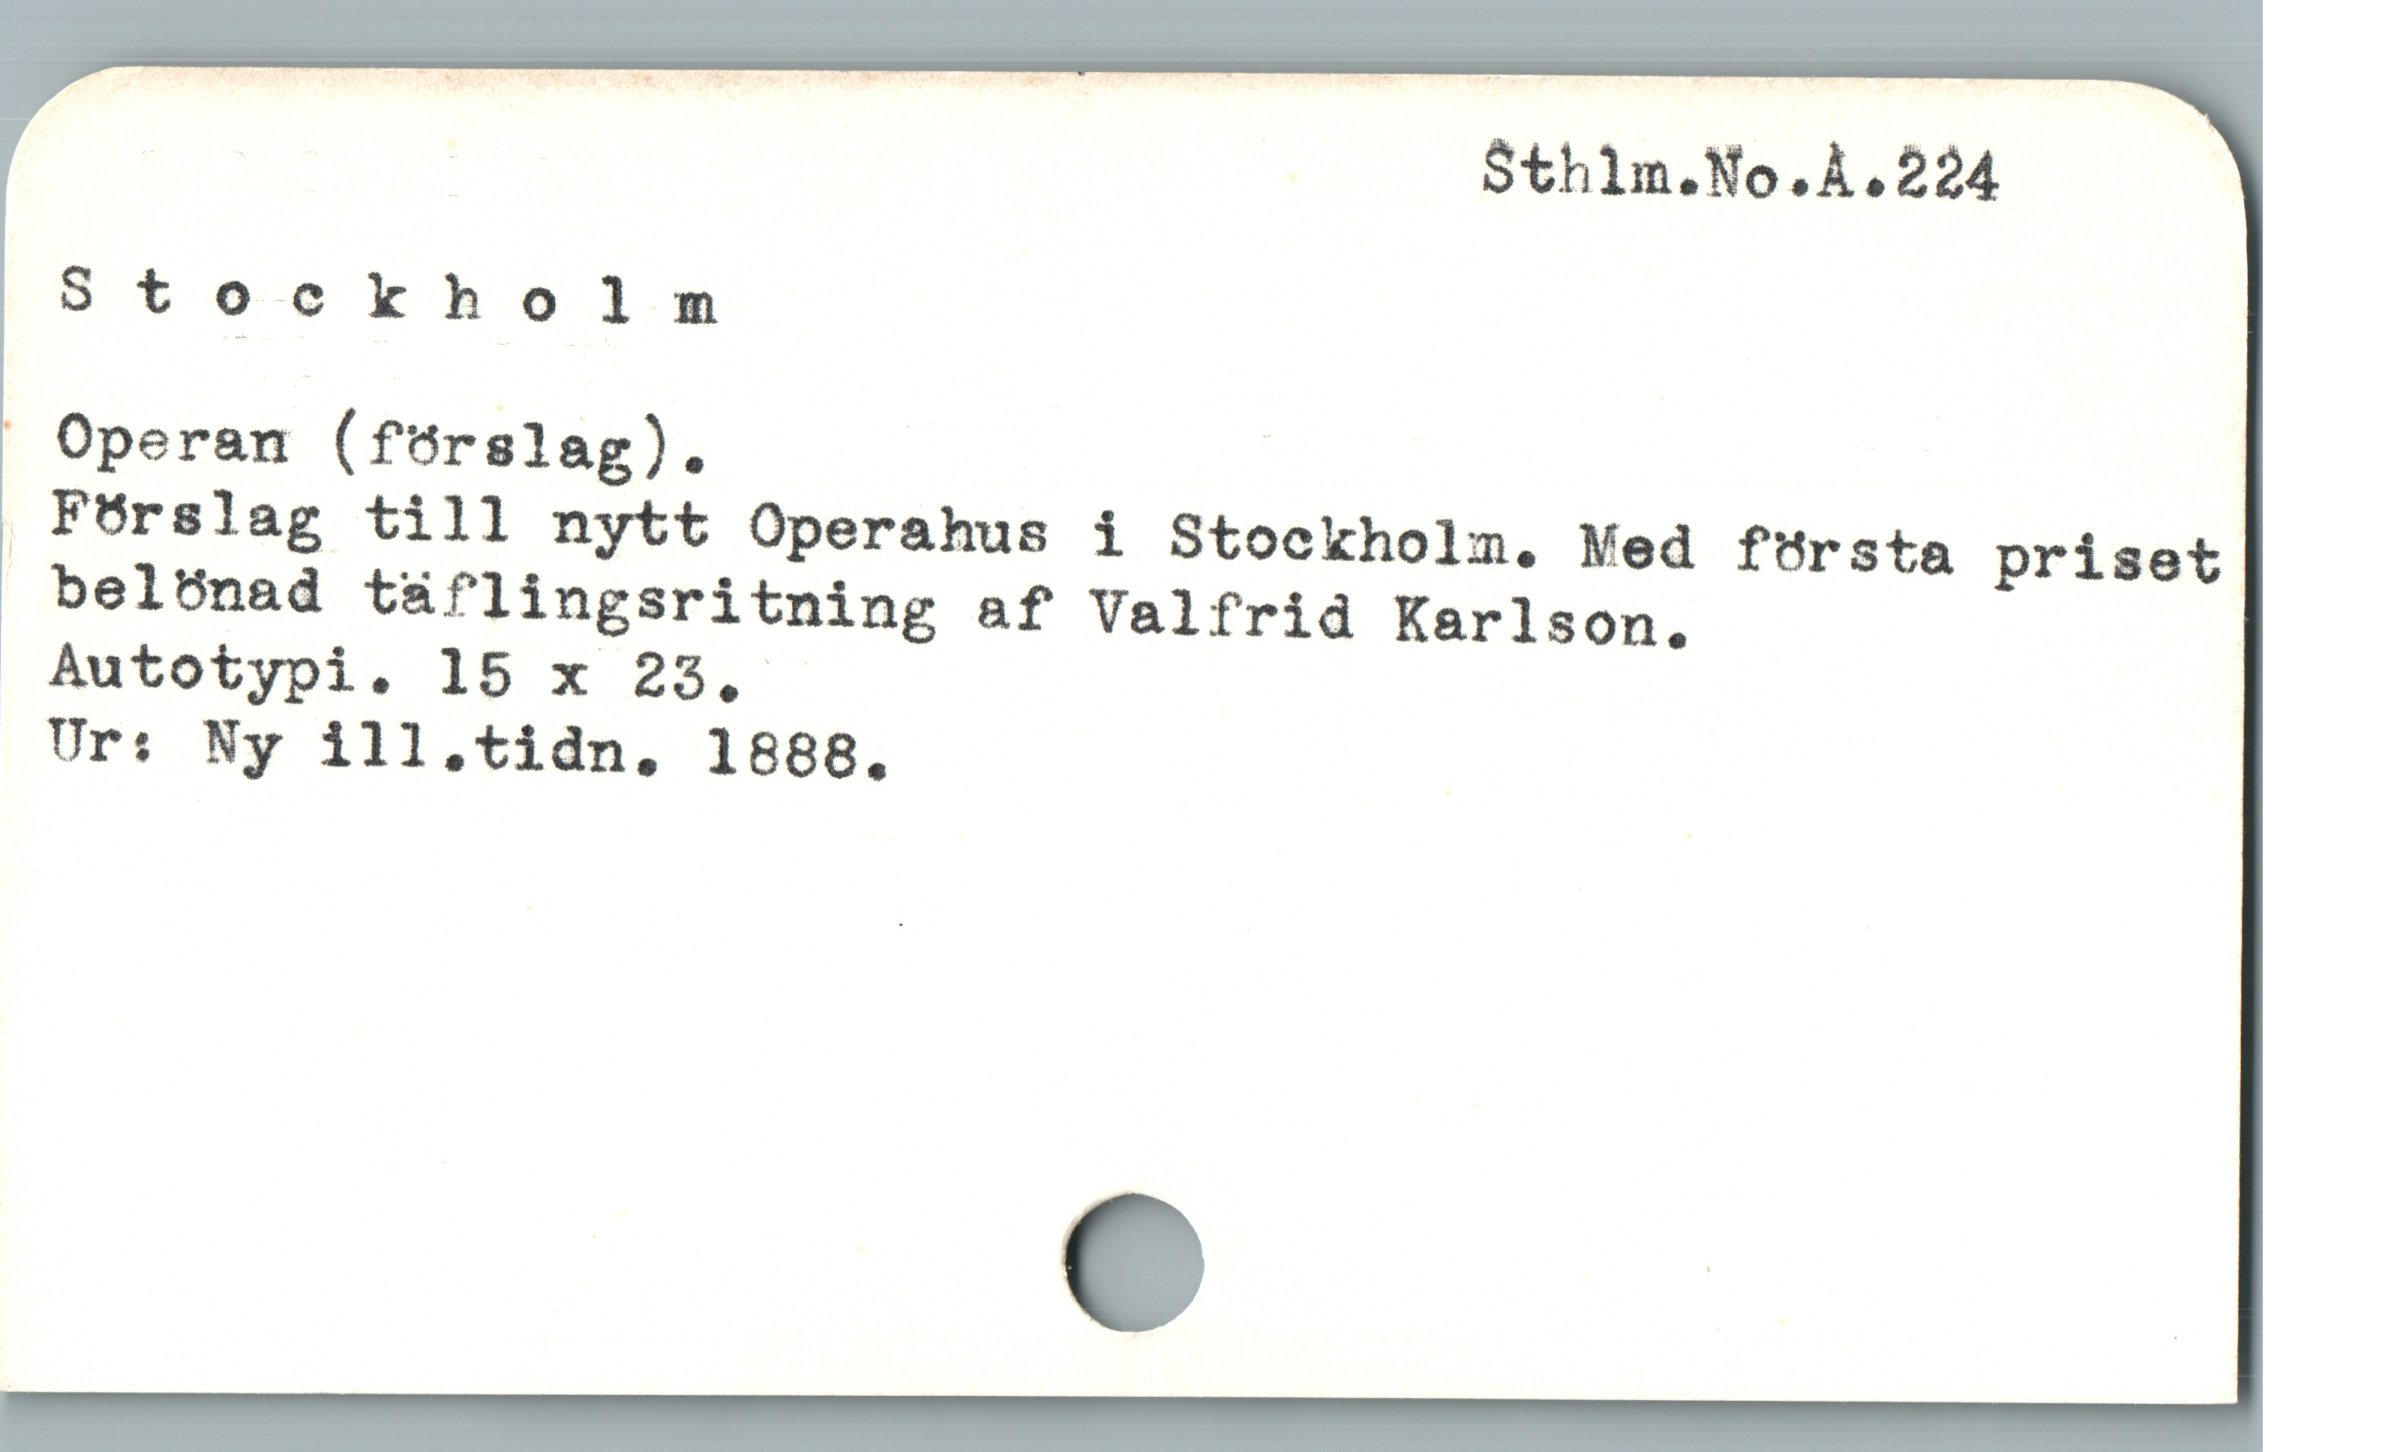 Sthlm.No.A.224
S t o c k h o l m
Operan (förslag).
Förslag till nytt Operahus i Stockholm. Med första priset
belönad täflingsritning af Valfrid Karlson.
Autotypi. 15 x 23.
Ur: Ny ill.tidn. 1888.